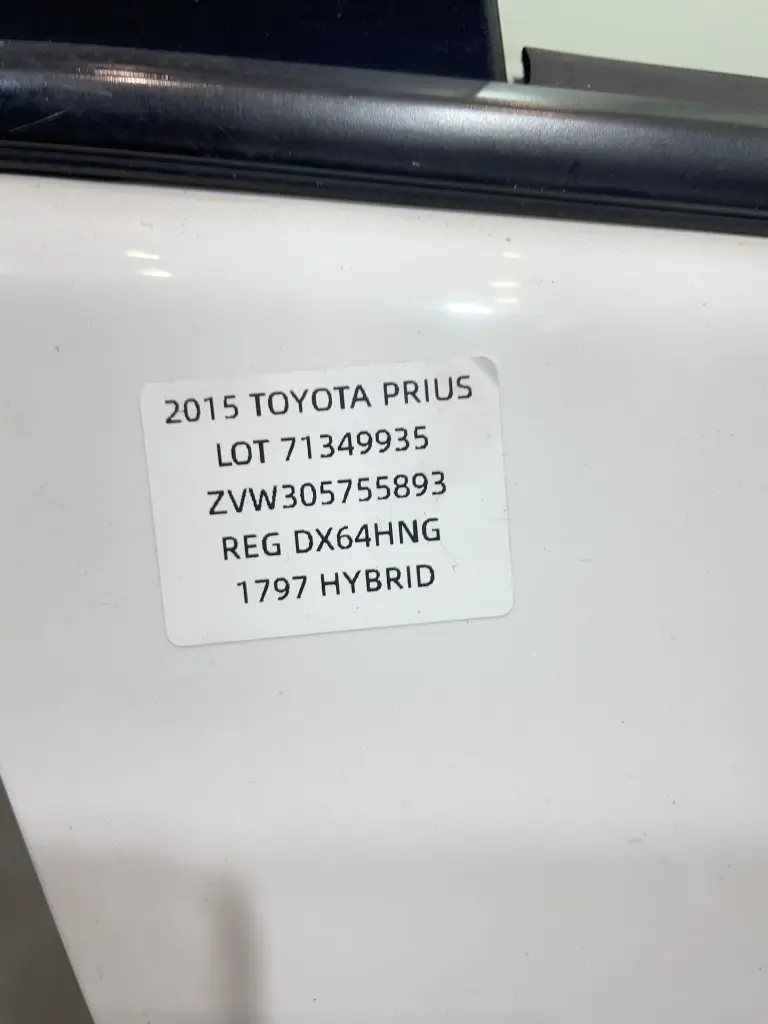 2015 TOYOTA PRIUS
LOT 71349935
ZVW305755893
REG DX64HNG
1797 HYBRID